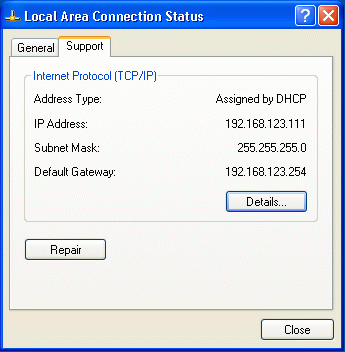 Local Area Connection Status
? X
General Support
Internet Protocol (TCP/IP)
Address Type: Assigned by DHCP
IP Address: 192.168.123.111
Subnet Mask: 255.255.255.0
Default Gateway: 192.168.123.254
Details...
Repair
Close